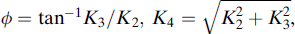 ϕ = tan⁻¹K₃/K₂, K₄ = √(K₂² + K₃²),